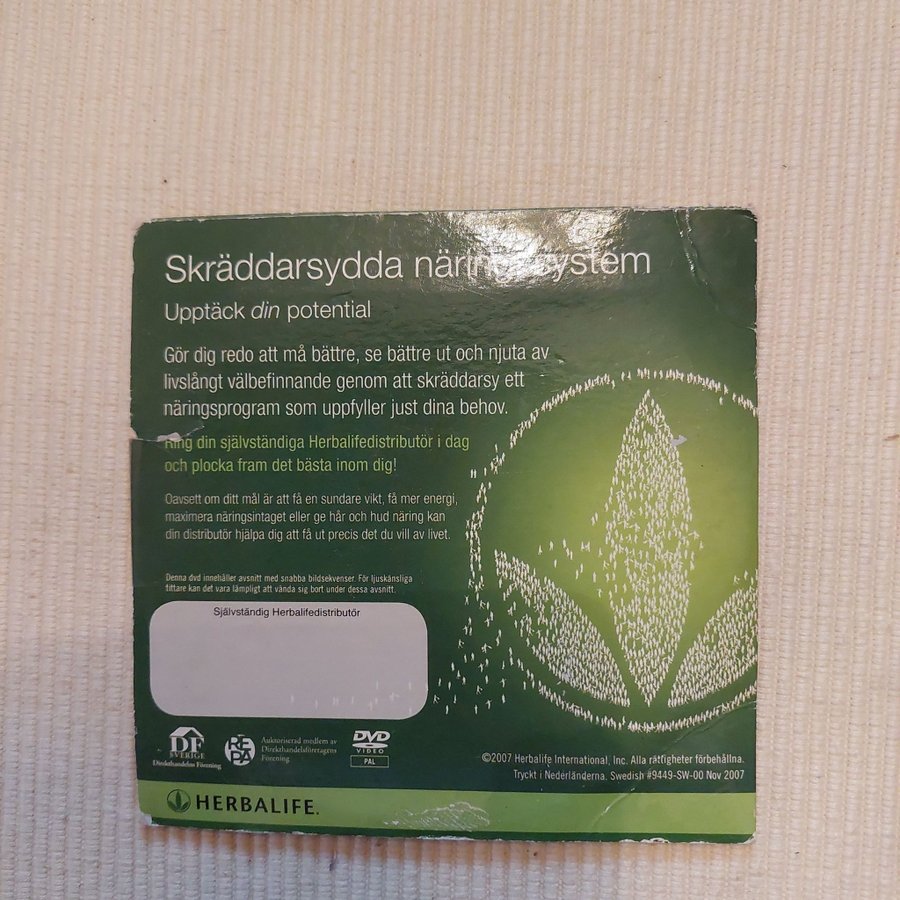 Skräddarsydda näringssystem
Upptäck din potential
Gör dig redo att må bättre, se bättre ut och njuta av
livslångt välbefinnande genom att skräddarsy ett
näringsprogram som uppfyller just dina behov.
Ring din självständiga Herbalifedistributör i dag
och plocka fram det bästa inom dig!
Oavsett om ditt mål är att få en sundare vikt, få mer energi,
maximera näringsintaget eller ge hår och hud näring kan
din distributör hjälpa dig att få ut precis det du vill av livet.
Denna dvd innehåller avsnitt med snabba bildsekvenser. För ljuskänsliga
tittare kan det vara lämpligt att vända sig bort under dessa avsnitt.
Självständig Herbalifedistributör
DF
SVERIGE
Direkthandelns Förening
REDA
Auktoriserad medlem av
Direkthandelsföretagens
Förening
DVD
VIDEO
PAL
©2007 Herbalife International, Inc. Alla rättigheter förbehållna.
Tryckt i Nederländerna. Swedish #9449-SW-00 Nov 2007
HERBALIFE.